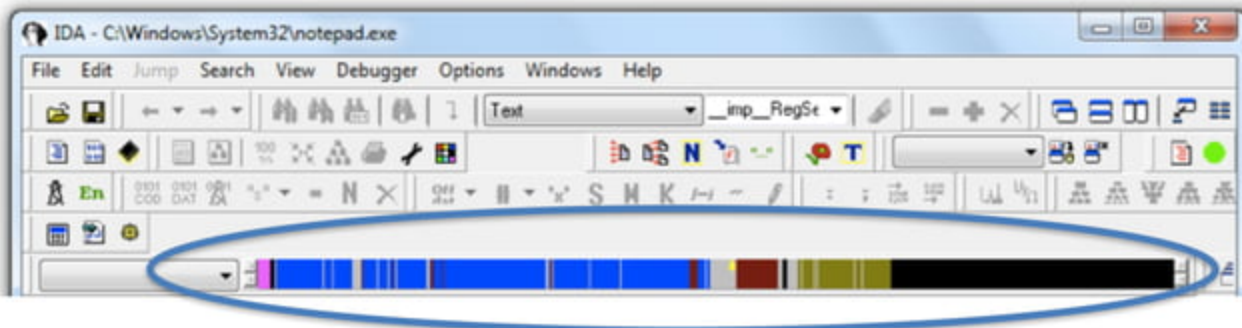 IDA - C:\Windows\System32\notepad.exe
File Edit Jump Search View Debugger Options Windows Help
Text __imp__RegSe
N T
En N S M K